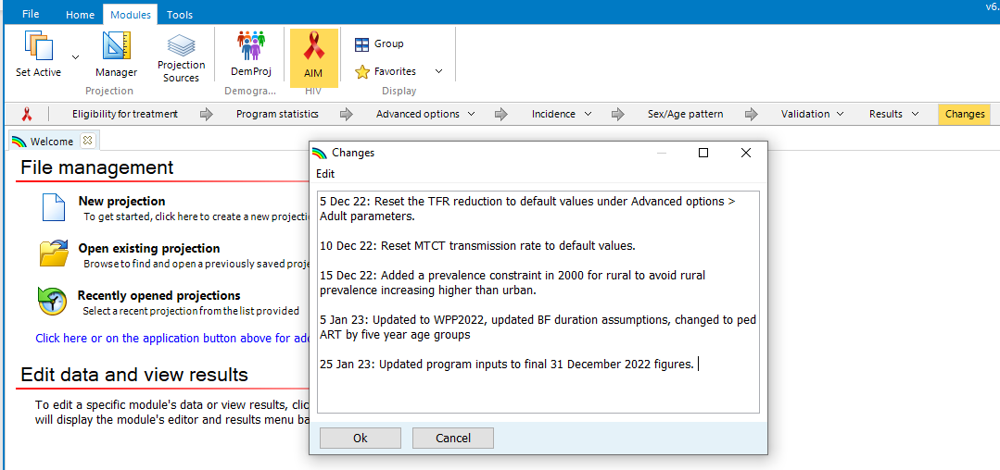 v6.
File Home Modules Tools
Set Active
Manager
Projection Sources
DemProj
AIM
Group
Favorites
Projection Demogra... HIV Display
Eligibility for treatment Program statistics Advanced options Incidence Sex/Age pattern Validation Results Changes
Welcome
File management
New projection
To get started, click here to create a new projecti
Open existing projection
Browse to find and open a previously saved proje
Recently opened projections
Select a recent projection from the list provided
Click here or on the application button above for add
Edit data and view results
To edit a specific module's data or view results, clic
will display the module's editor and results menu ba
Changes
Edit
5 Dec 22: Reset the TFR reduction to default values under Advanced options >
Adult parameters.
10 Dec 22: Reset MTCT transmission rate to default values.
15 Dec 22: Added a prevalence constraint in 2000 for rural to avoid rural
prevalence increasing higher than urban.
5 Jan 23: Updated to WPP2022, updated BF duration assumptions, changed to ped
ART by five year age groups
25 Jan 23: Updated program inputs to final 31 December 2022 figures.
Ok Cancel